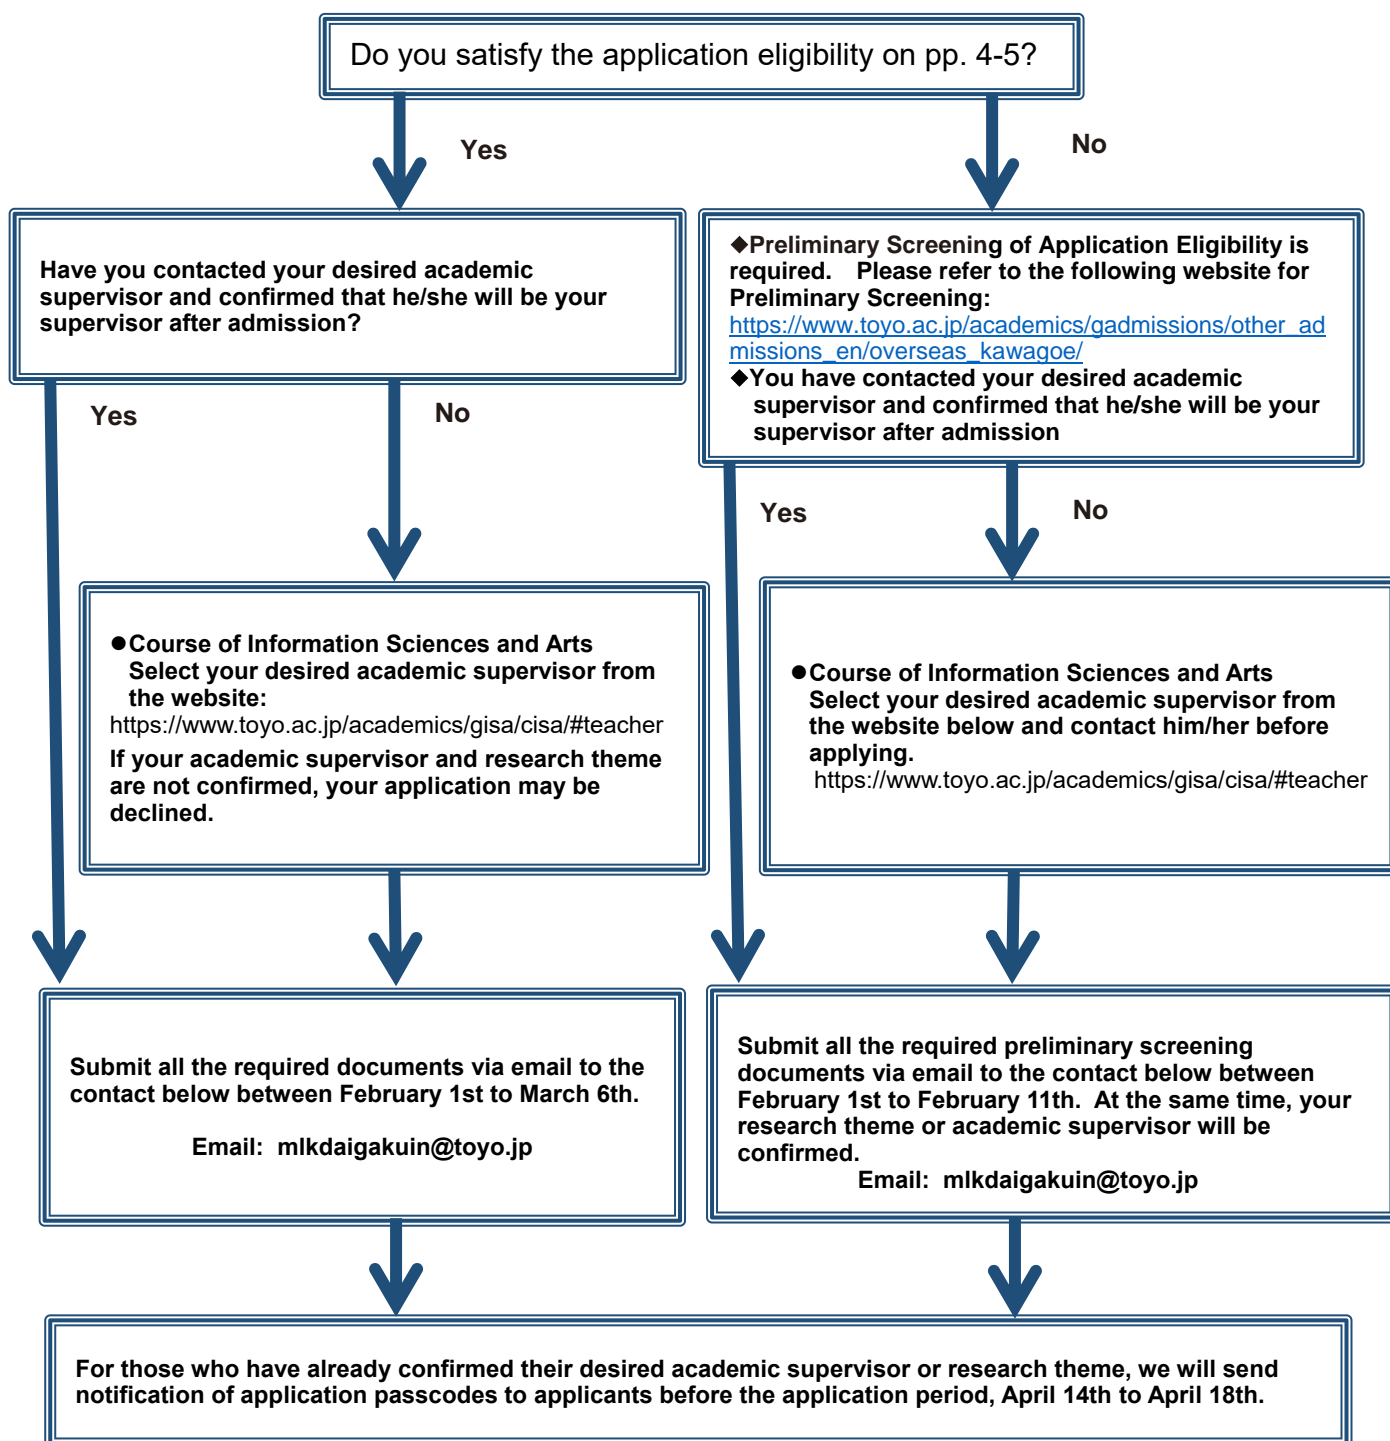 Do you satisfy the application eligibility on pp. 4-5?
Yes
No
Have you contacted your desired academic
supervisor and confirmed that he/she will be your
supervisor after admission?
◆Preliminary Screening of Application Eligibility is
required. Please refer to the following website for
Preliminary Screening:
https://www.toyo.ac.jp/academics/gadmissions/other_ad
missions_en/overseas_kawagoe/
◆You have contacted your desired academic
supervisor and confirmed that he/she will be your
supervisor after admission
Yes
No
Yes
No
●Course of Information Sciences and Arts
Select your desired academic supervisor from
the website:
https://www.toyo.ac.jp/academics/gisa/cisa/#teacher
If your academic supervisor and research theme
are not confirmed, your application may be
declined.
●Course of Information Sciences and Arts
Select your desired academic supervisor from
the website below and contact him/her before
applying.
https://www.toyo.ac.jp/academics/gisa/cisa/#teacher
Submit all the required documents via email to the
contact below between February 1st to March 6th.
Email: mlkdaigakuin@toyo.jp
Submit all the required preliminary screening
documents via email to the contact below between
February 1st to February 11th. At the same time, your
research theme or academic supervisor will be
confirmed.
Email: mlkdaigakuin@toyo.jp
For those who have already confirmed their desired academic supervisor or research theme, we will send
notification of application passcodes to applicants before the application period, April 14th to April 18th.